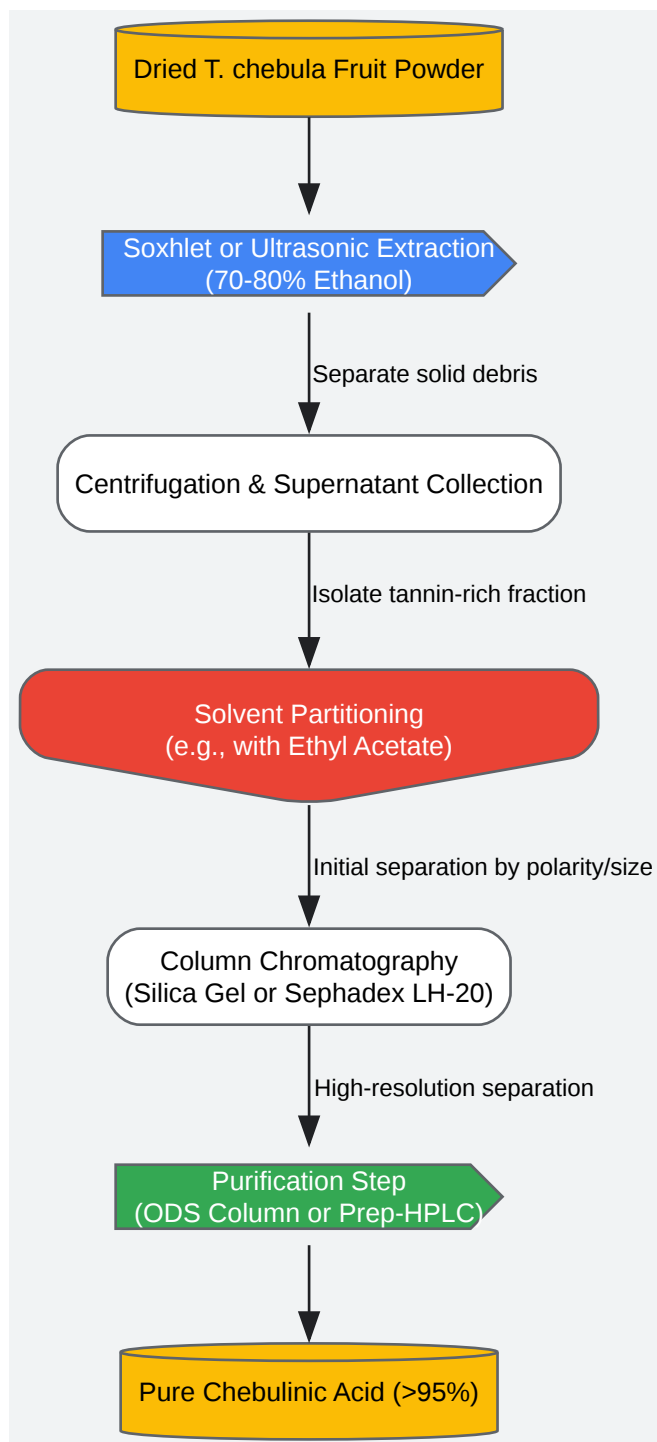 Dried T. chebula Fruit Powder
Soxhlet or Ultrasonic Extraction
(70-80% Ethanol)
Separate solid debris
Centrifugation & Supernatant Collection
Isolate tannin-rich fraction
Solvent Partitioning
(e.g., with Ethyl Acetate)
Initial separation by polarity/size
Column Chromatography
(Silica Gel or Sephadex LH-20)
High-resolution separation
Purification Step
(ODS Column or Prep-HPLC)
Pure Chebulinic Acid (>95%)